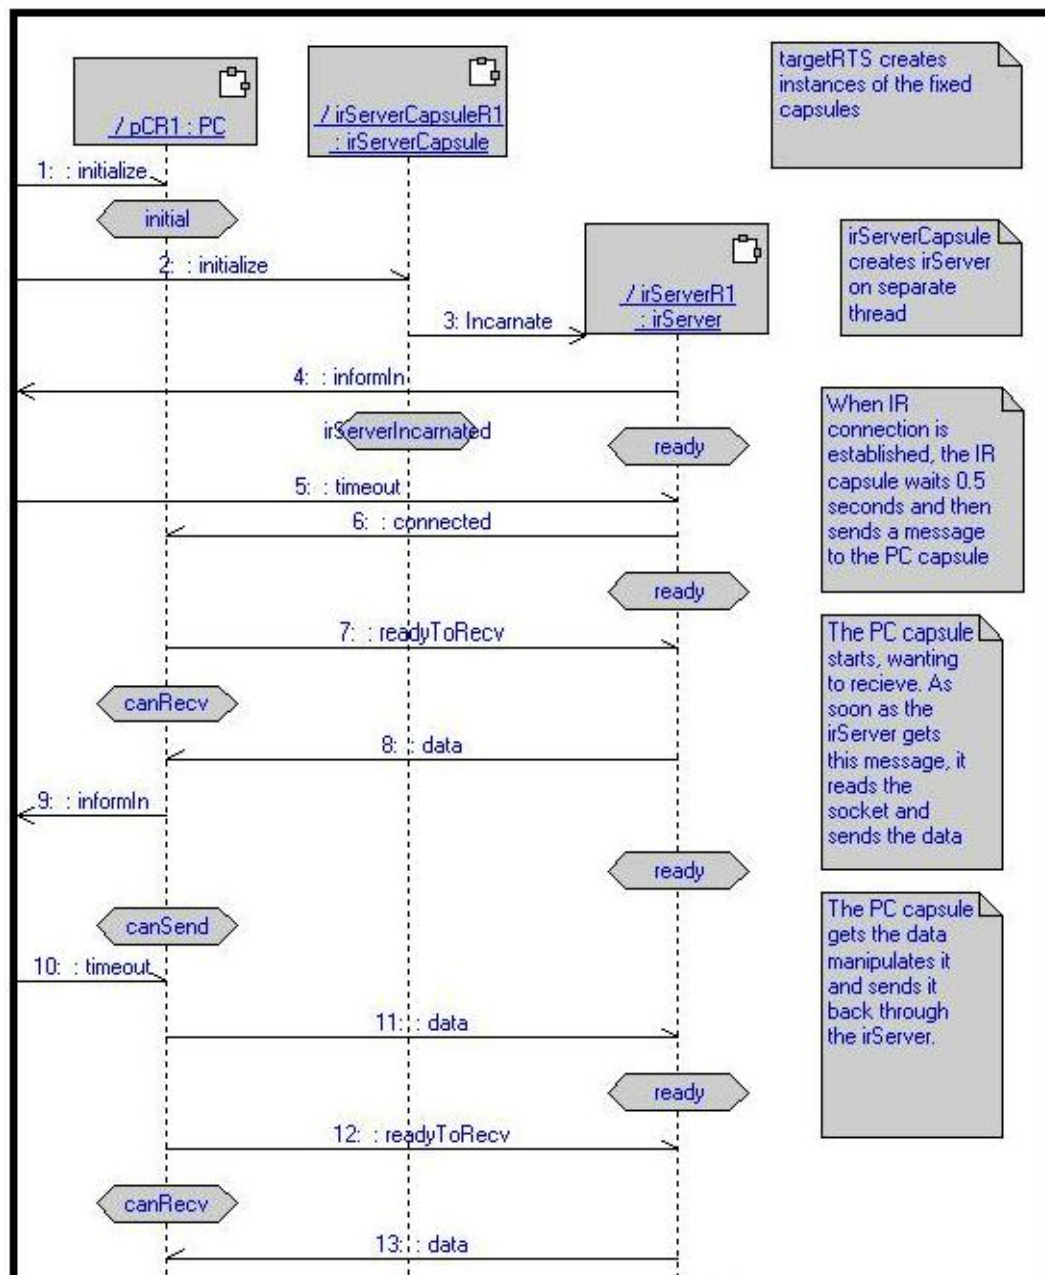 / pCR1 : PC
/ irServerCapsuleR1
: irServerCapsule
targetRTS creates
instances of the fixed
capsules
1: : initialize
initial
2: : initialize
/ irServerR1
: irServer
irServerCapsule
creates irServer
on separate
thread
3: Incarnate
4: : informIn
irServerIncarnated
ready
When IR
connection is
established, the IR
capsule waits 0.5
seconds and then
sends a message
to the PC capsule
5: : timeout
6: : connected
ready
7: : readyToRecv
The PC capsule
starts, wanting
to recieve. As
soon as the
irServer gets
this message, it
reads the
socket and
sends the data
canRecv
8: : data
9: : informIn
ready
canSend
The PC capsule
gets the data
manipulates it
and sends it
back through
the irServer.
10: : timeout
11: : data
ready
12: : readyToRecv
canRecv
13: : data